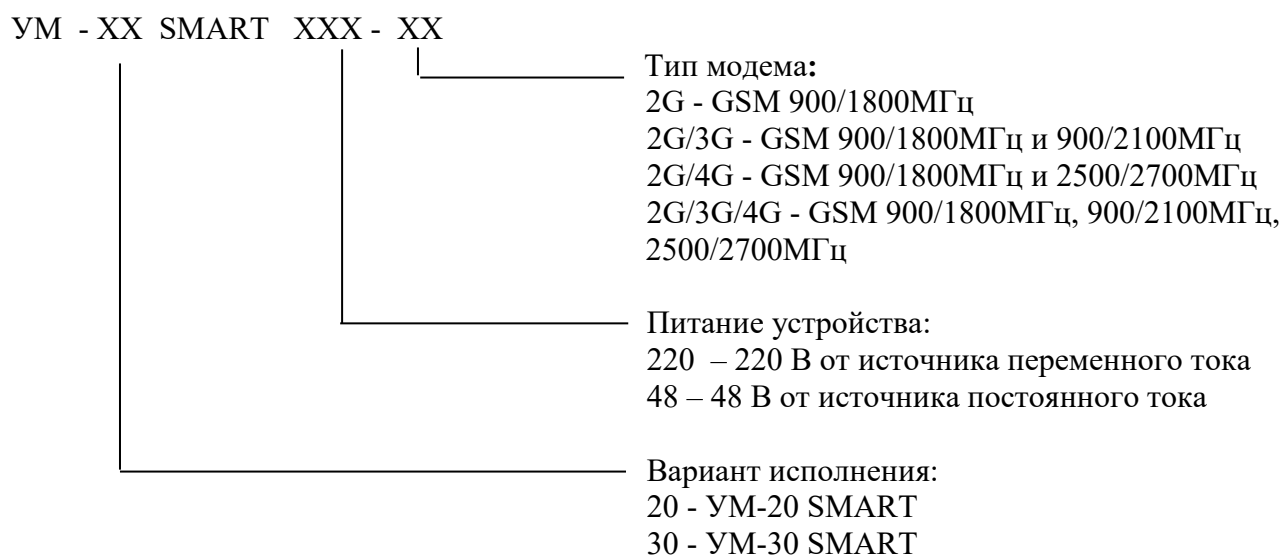 УМ - XX SMART XXX - XX
Тип модема:
2G - GSM 900/1800МГц
2G/3G - GSM 900/1800МГц и 900/2100МГц
2G/4G - GSM 900/1800МГц и 2500/2700МГц
2G/3G/4G - GSM 900/1800МГц, 900/2100МГц,
2500/2700МГц
Питание устройства:
220 – 220 В от источника переменного тока
48 – 48 В от источника постоянного тока
Вариант исполнения:
20 - УМ-20 SMART
30 - УМ-30 SMART